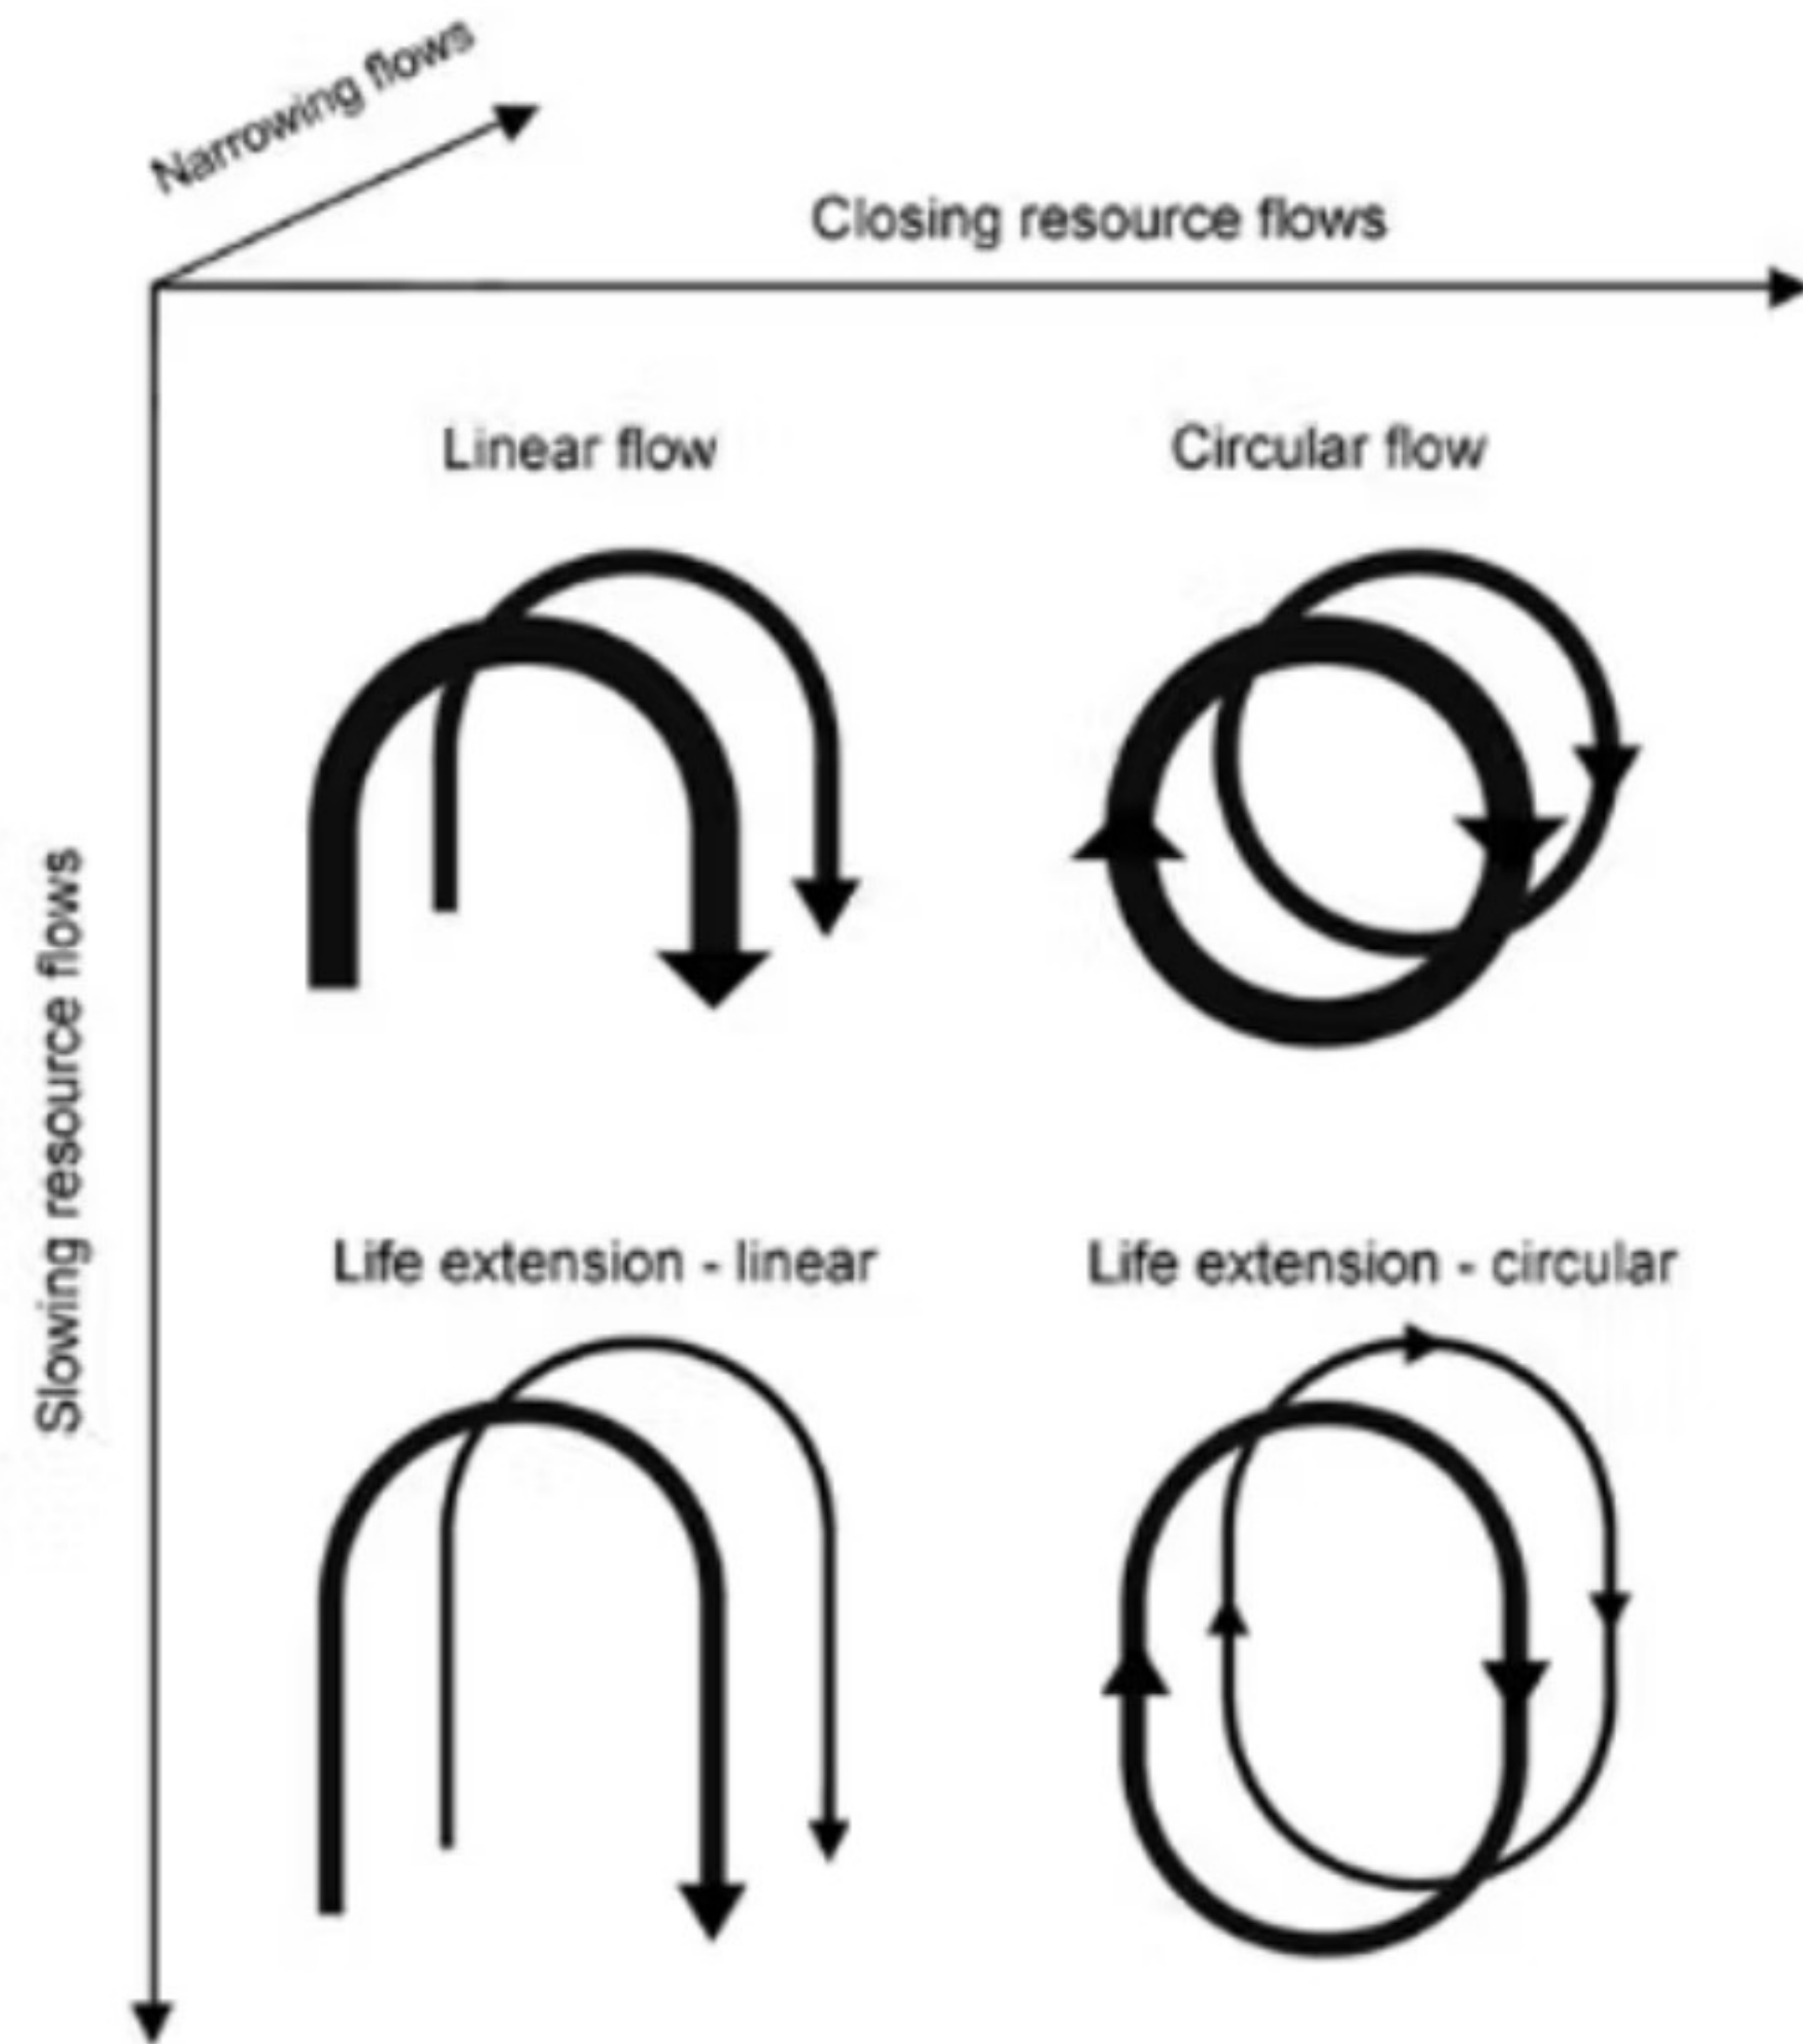 Narrowing flows
Closing resource flows
Linear flow
Circular flow
Slowing resource flows
Life extension - linear
Life extension - circular